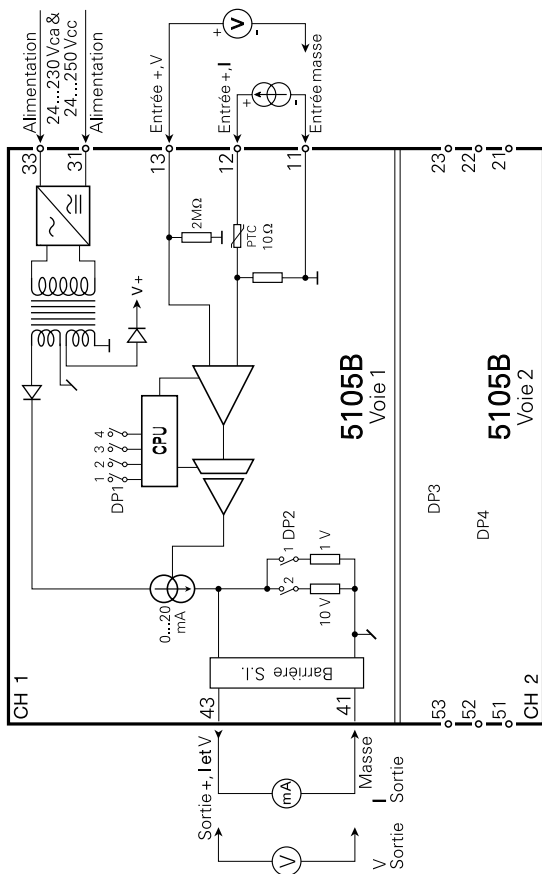 Alimentation
24...230 Vca &
24...250 Vcc
Alimentation
Entrée +, V
Entrée +, I
Entrée masse
V
+
-
+
-
33
31
13
12
11
23
22
21
V+
2MΩ
PTC
10Ω
CPU
1 2 3 4
DP1
5105B
Voie 1
5105B
Voie 2
DP3
DP4
0...20
mA
2 1
DP2
10 V
1 V
Barrière S.I.
CH 1
43
41
53
52
51
CH 2
Sortie +, I et V
Masse
mA
I
Sortie
V
V
Sortie